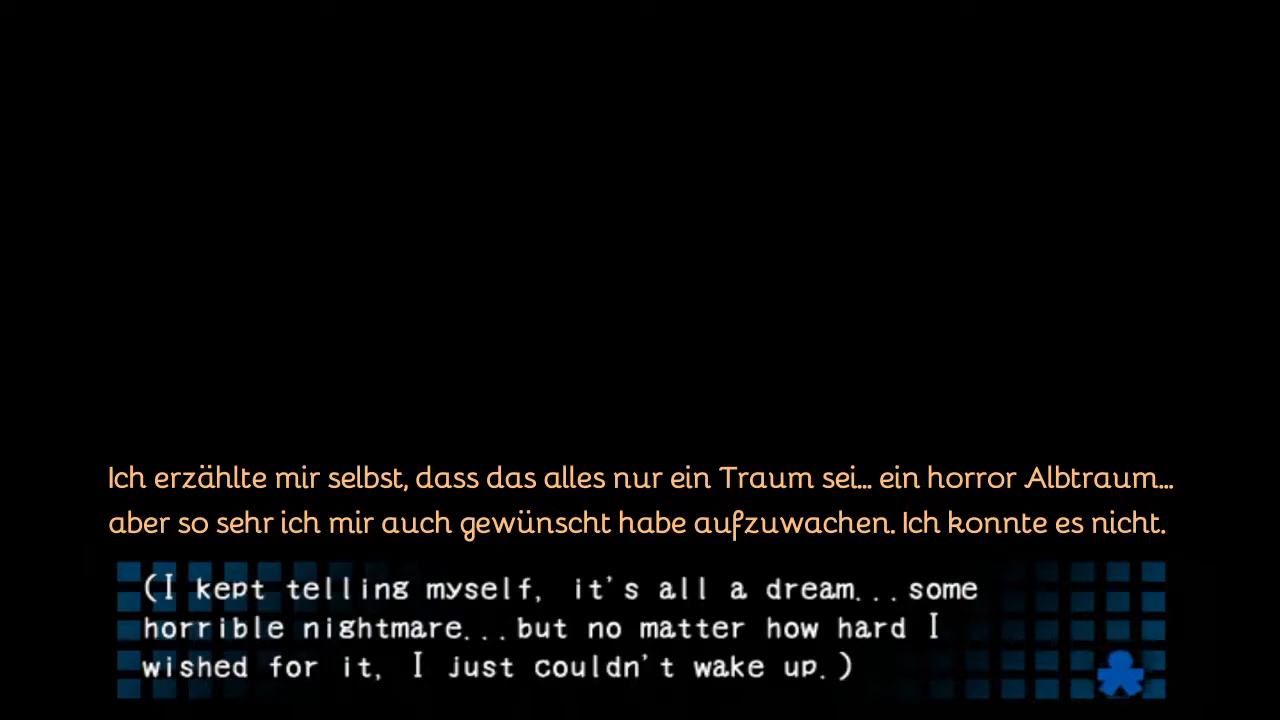 Ich erzählte mir selbst, dass das alles nur ein Traum sei... ein horror Albtraum...
aber so sehr ich mir auch gewünscht habe aufzuwachen. Ich konnte es nicht.
(I kept telling myself, it's all a dream...some
horrible nightmare...but no matter how hard I
wished for it, I just couldn't wake up.)